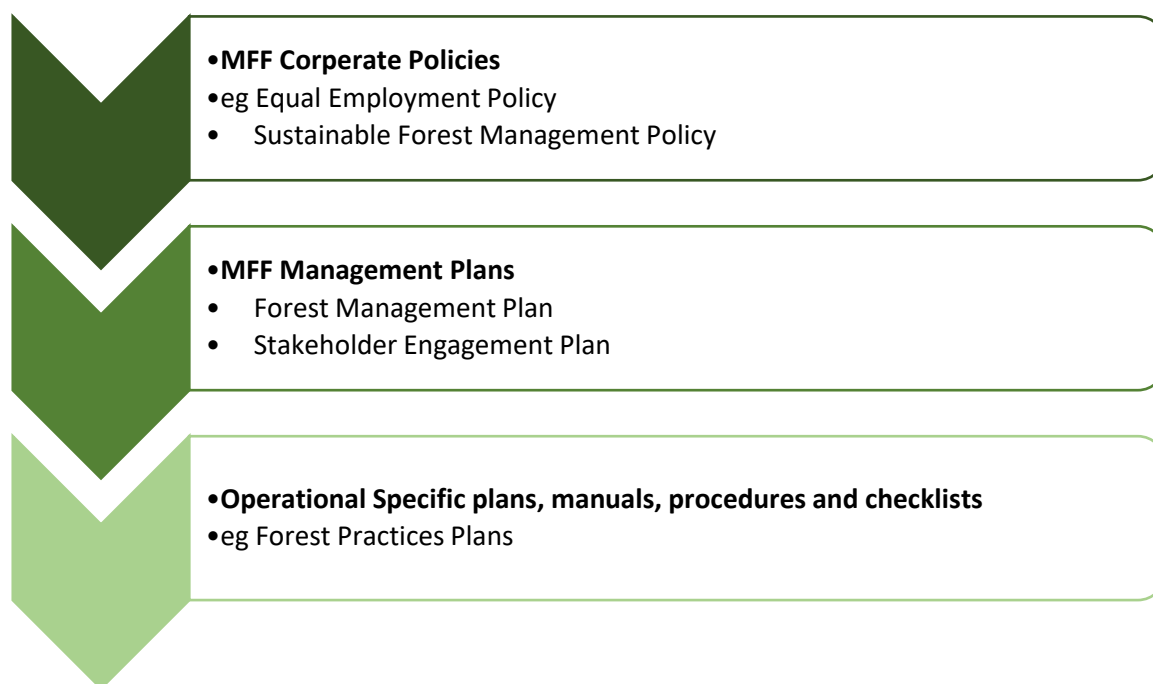 •MFF Corperate Policies
•eg Equal Employment Policy
• Sustainable Forest Management Policy
•MFF Management Plans
• Forest Management Plan
• Stakeholder Engagement Plan
•Operational Specific plans, manuals, procedures and checklists
•eg Forest Practices Plans